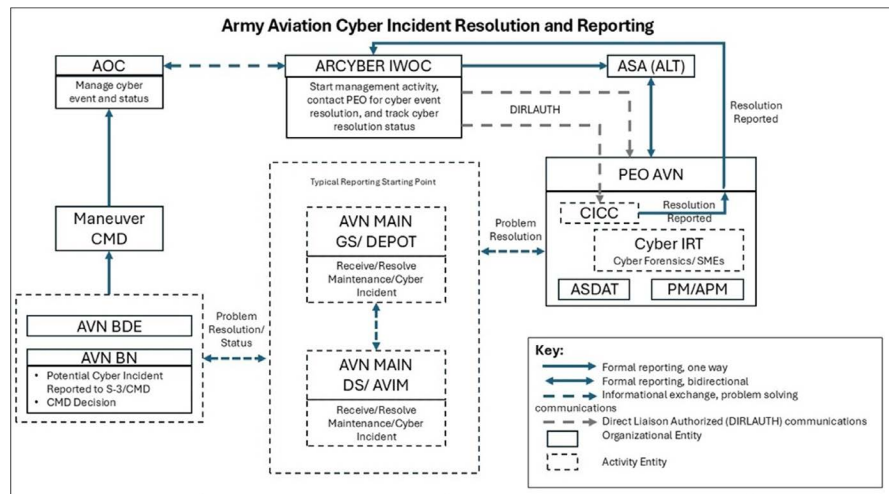 Army Aviation Cyber Incident Resolution and Reporting
AOC
Manage cyber
event and status
ARCYBER IWOC
Start management activity,
contact PEO for cyber event
resolution, and track cyber
resolution status
ASA (ALT)
DIRLAUTH
Resolution
Reported
Maneuver
CMD
Typical Reporting Starting Point
AVN MAIN
GS/ DEPOT
Receive/Resolve
Maintenance/Cyber
Incident
AVN MAIN
DS/ AVIM
Receive/Resolve
Maintenance/Cyber
Incident
Problem
Resolution
PEO AVN
CICC
Resolution
Reported
Cyber IRT
Cyber Forensics/ SMEs
ASDAT
PM/APM
AVN BDE
AVN BN
• Potential Cyber Incident
Reported to S-3/CMD
• CMD Decision
Problem
Resolution/
Status
Key:
Formal reporting, one way
Formal reporting, bidirectional
Informational exchange, problem solving
communications
Direct Liaison Authorized (DIRLAUTH) communications
Organizational Entity
Activity Entity